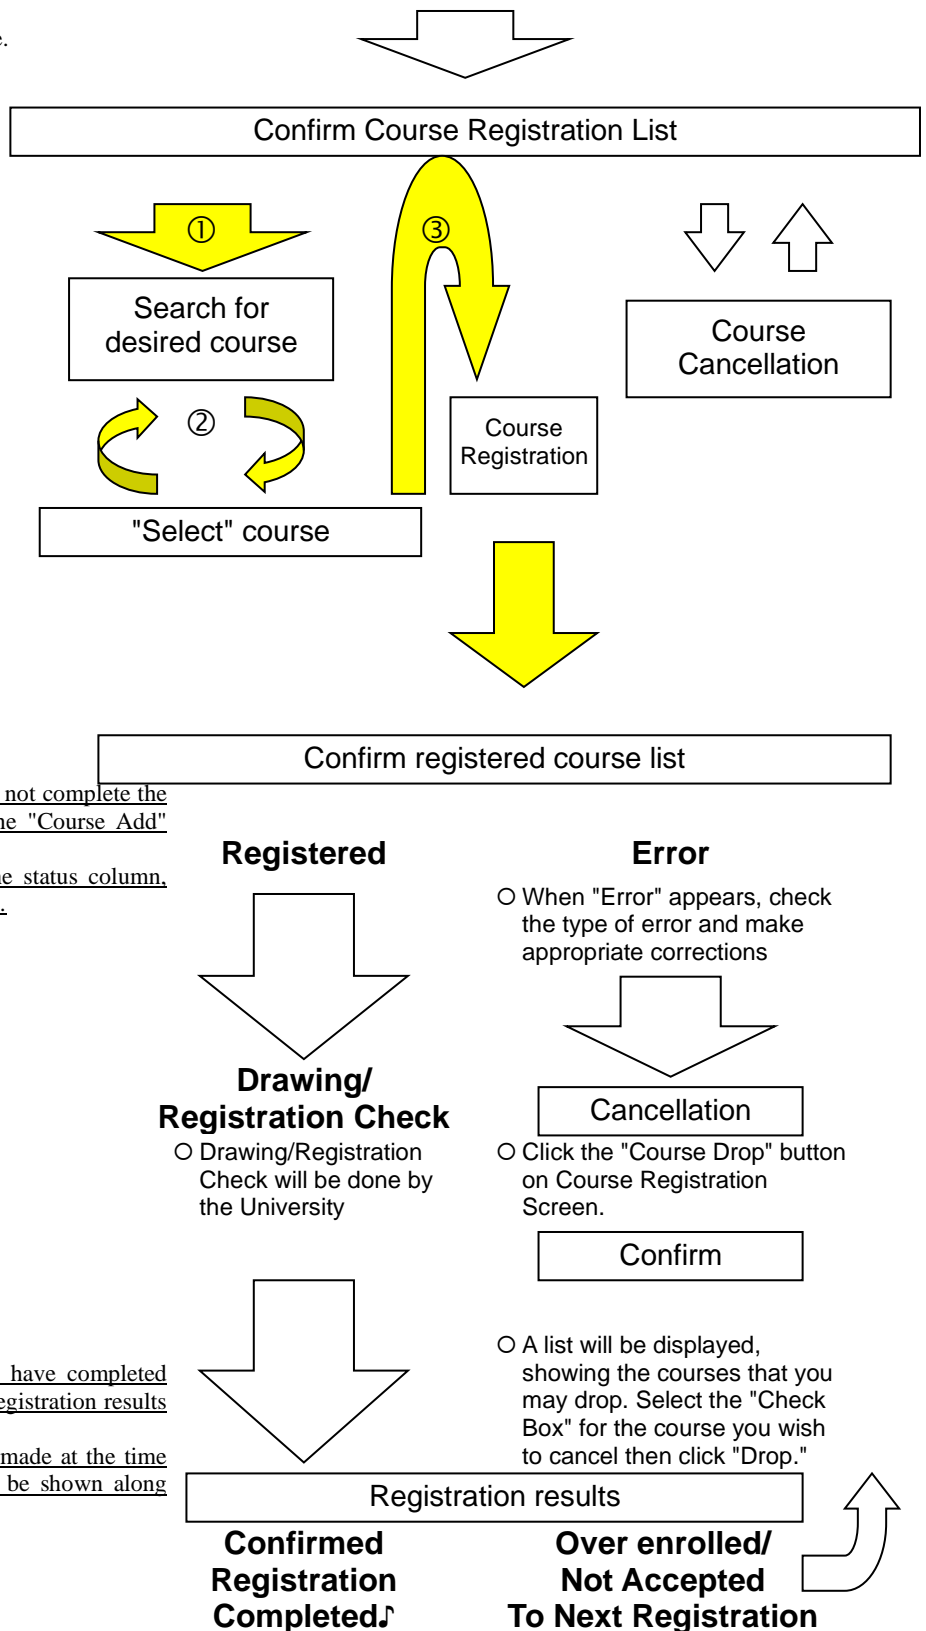 e.
Confirm Course Registration List
①
③
Search for
desired course
Course
Cancellation
②
Course
Registration
"Select" course
Confirm registered course list
not complete the
ne "Course Add"
ne status column,
.
Registered
Error
○ When "Error" appears, check
the type of error and make
appropriate corrections
Drawing/
Registration Check
○ Drawing/Registration
Check will be done by
the University
Cancellation
○ Click the "Course Drop" button
on Course Registration
Screen.
Confirm
○ A list will be displayed,
showing the courses that you
may drop. Select the "Check
Box" for the course you wish
to cancel then click "Drop."
have completed
egistration results
made at the time
be shown along
Registration results
Confirmed
Registration
Completed♪
Over enrolled/
Not Accepted
To Next Registration